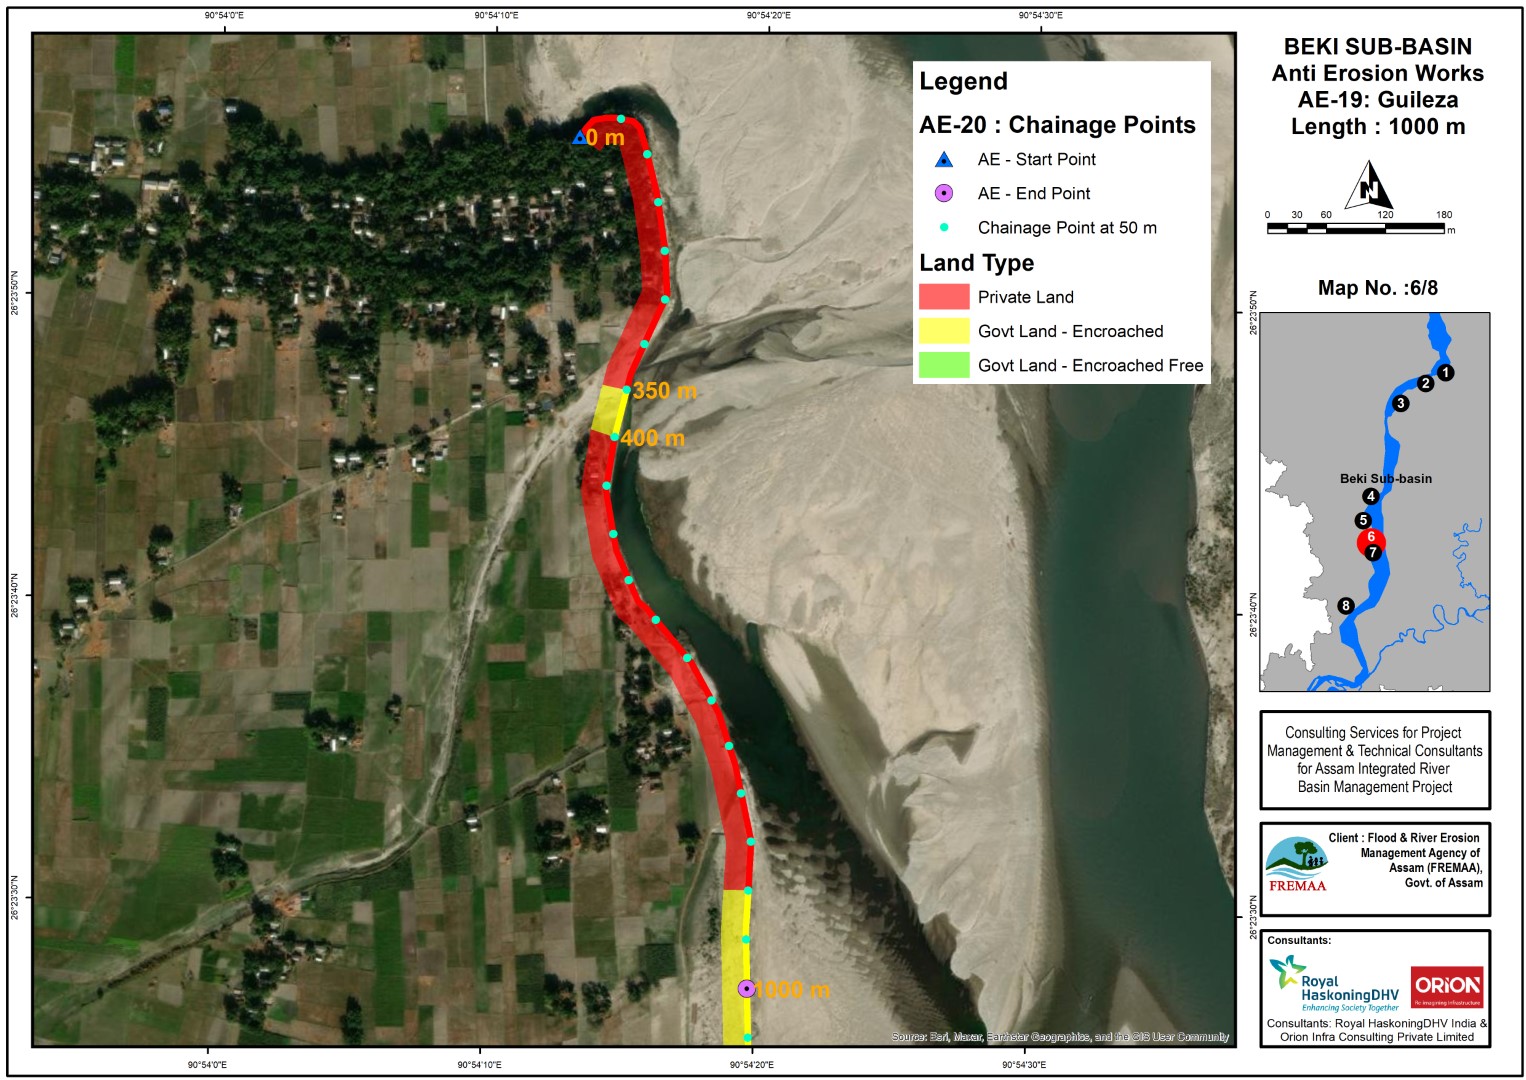 90°54'0"E
90°54'10"E
90°54'20"E
90°54'30"E
26°23'50"N
26°23'40"N
26°23'30"N
0 m
350 m
400 m
1000 m
Legend
AE-20 : Chainage Points
AE - Start Point
AE - End Point
Chainage Point at 50 m
Land Type
Private Land
Govt Land - Encroached
Govt Land - Encroached Free
Source: Esri, Maxar, Earthstar Geographics, and the GIS User Community
26°23'50"N
26°23'40"N
26°23'30"N
90°54'0"E
90°54'10"E
90°54'20"E
90°54'30"E
BEKI SUB-BASIN
Anti Erosion Works
AE-19: Guileza
Length : 1000 m
N
0 30 60 120 180
m
Map No. :6/8
1
2
3
Beki Sub-basin
4
5
6
7
8
Consulting Services for Project
Management & Technical Consultants
for Assam Integrated River
Basin Management Project
Client : Flood & River Erosion
Management Agency of
Assam (FREMAA),
Govt. of Assam
FREMAA
Consultants:
Royal
HaskoningDHV
Enhancing Society Together
ORiON
Re-imagining Infrastructure
Consultants: Royal HaskoningDHV India &
Orion Infra Consulting Private Limited